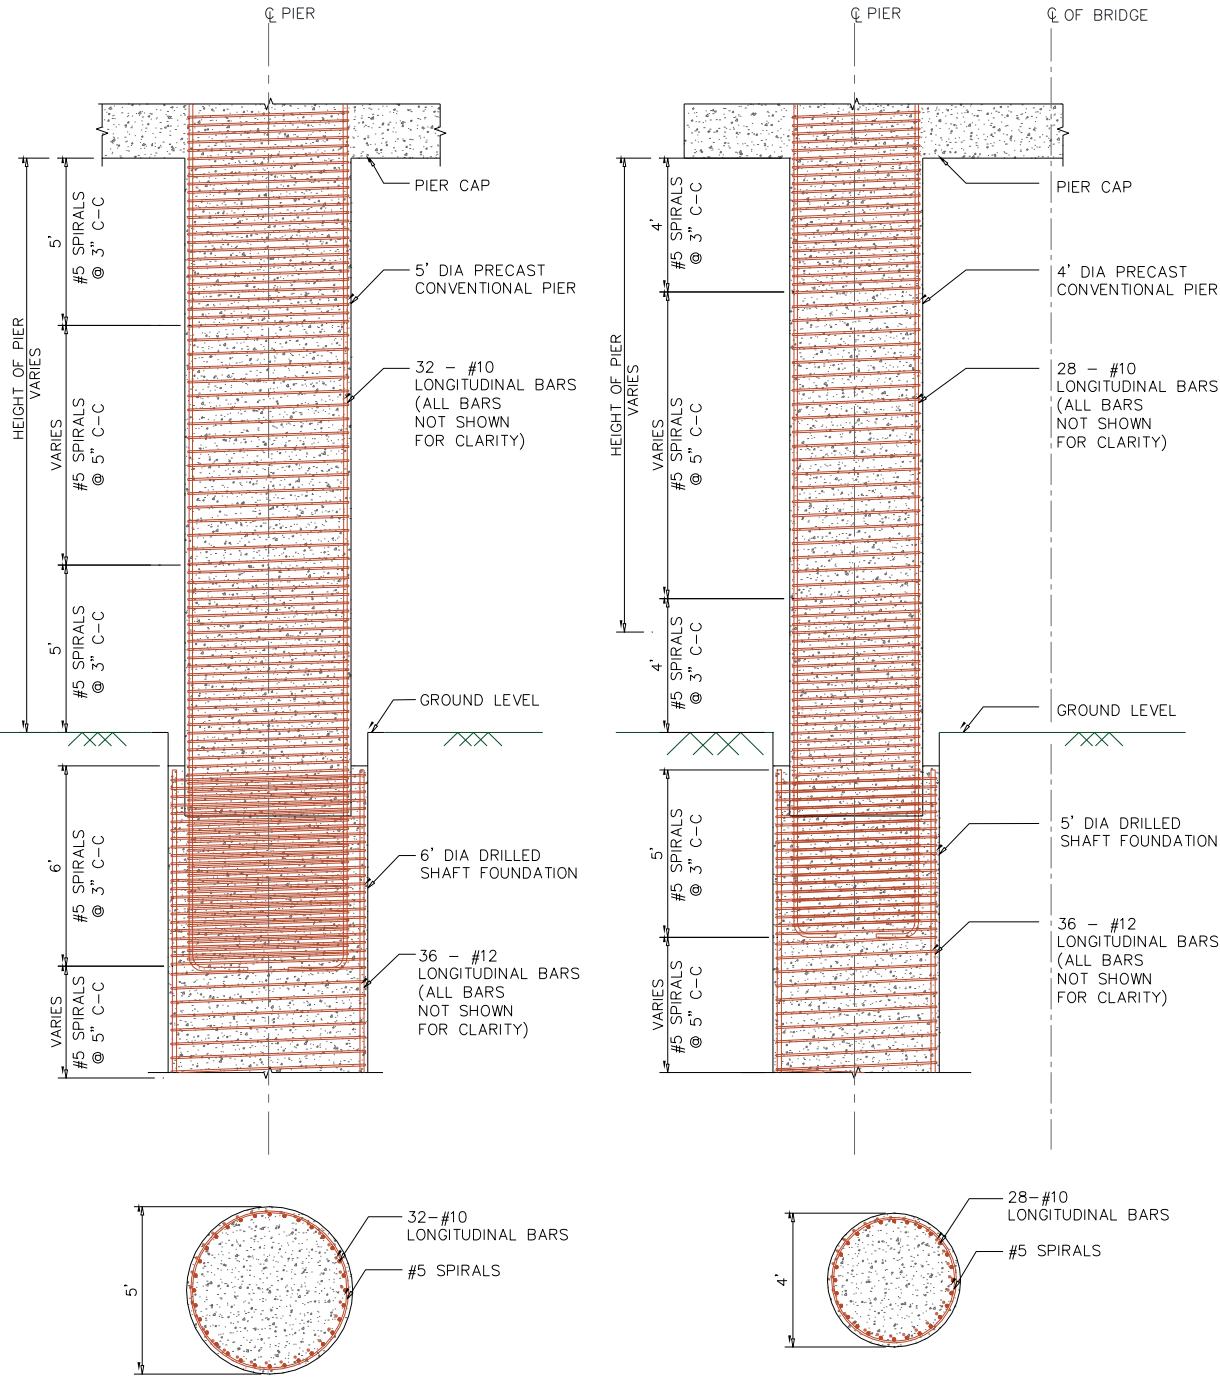 ℄ PIER
PIER CAP
5' DIA PRECAST
CONVENTIONAL PIER
32 - #10
LONGITUDINAL BARS
(ALL BARS
NOT SHOWN
FOR CLARITY)
GROUND LEVEL
6' DIA DRILLED
SHAFT FOUNDATION
36 - #12
LONGITUDINAL BARS
(ALL BARS
NOT SHOWN
FOR CLARITY)
HEIGHT OF PIER
VARIES
5'
#5 SPIRALS
@ 3" C-C
VARIES
#5 SPIRALS
@ 5" C-C
5'
#5 SPIRALS
@ 3" C-C
6'
#5 SPIRALS
@ 3" C-C
VARIES
#5 SPIRALS
@ 5" C-C
℄ PIER
℄ OF BRIDGE
PIER CAP
4' DIA PRECAST
CONVENTIONAL PIER
28 - #10
LONGITUDINAL BARS
(ALL BARS
NOT SHOWN
FOR CLARITY)
GROUND LEVEL
5' DIA DRILLED
SHAFT FOUNDATION
36 - #12
LONGITUDINAL BARS
(ALL BARS
NOT SHOWN
FOR CLARITY)
HEIGHT OF PIER
VARIES
4'
#5 SPIRALS
@ 3" C-C
VARIES
#5 SPIRALS
@ 5" C-C
4'
#5 SPIRALS
@ 3" C-C
5'
#5 SPIRALS
@ 3" C-C
VARIES
#5 SPIRALS
@ 5" C-C
5'
32-#10
LONGITUDINAL BARS
#5 SPIRALS
4'
28-#10
LONGITUDINAL BARS
#5 SPIRALS